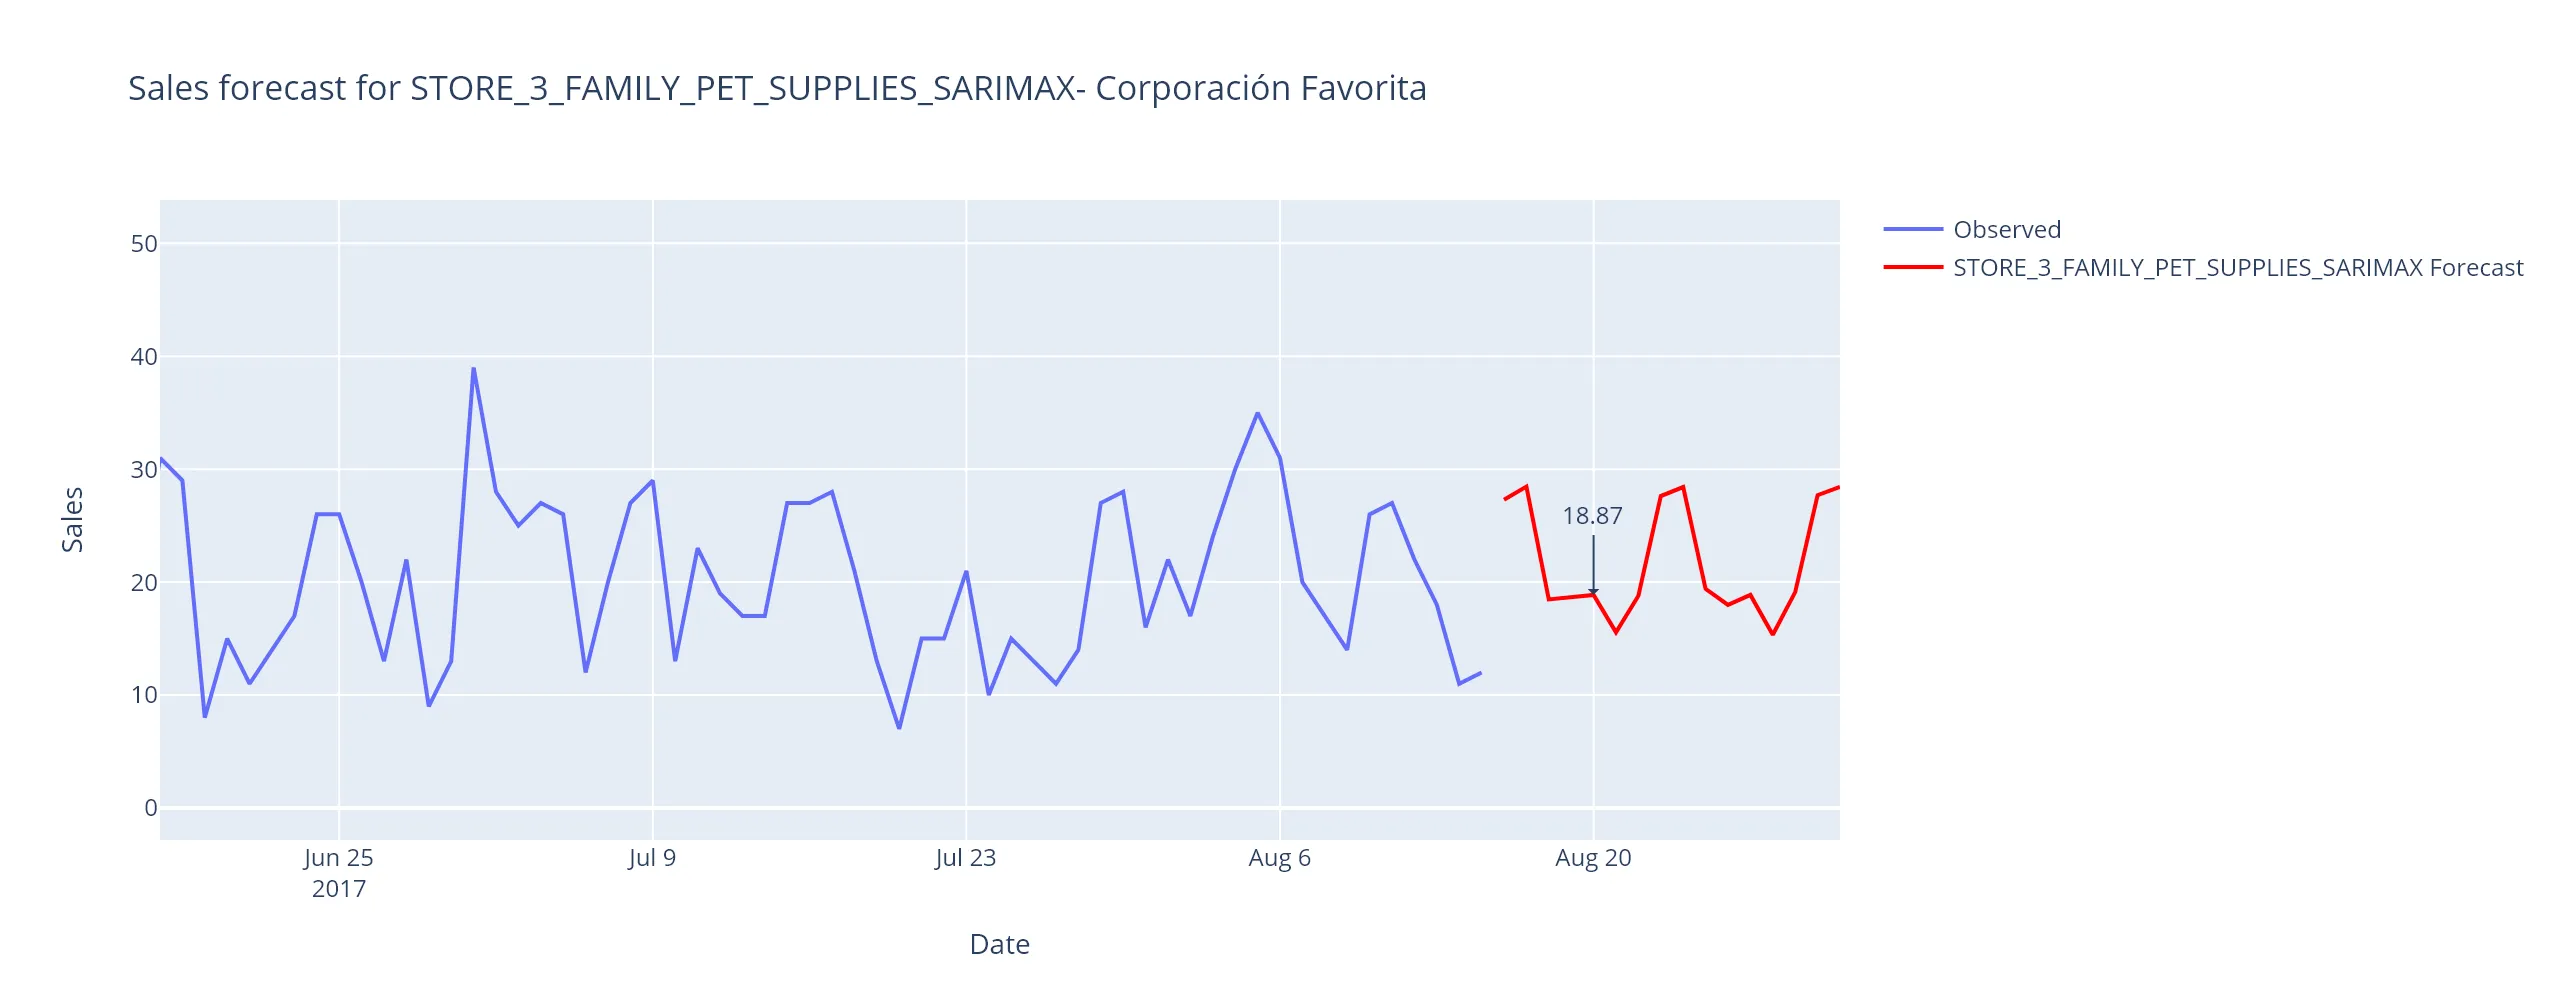 Sales forecast for STORE_3_FAMILY_PET_SUPPLIES_SARIMAX- Corporación Favorita
Observed
STORE_3_FAMILY_PET_SUPPLIES_SARIMAX Forecast
50
40
30
20
10
0
Sales
18.87
Jun 25
2017
Jul 9
Jul 23
Aug 6
Aug 20
Date